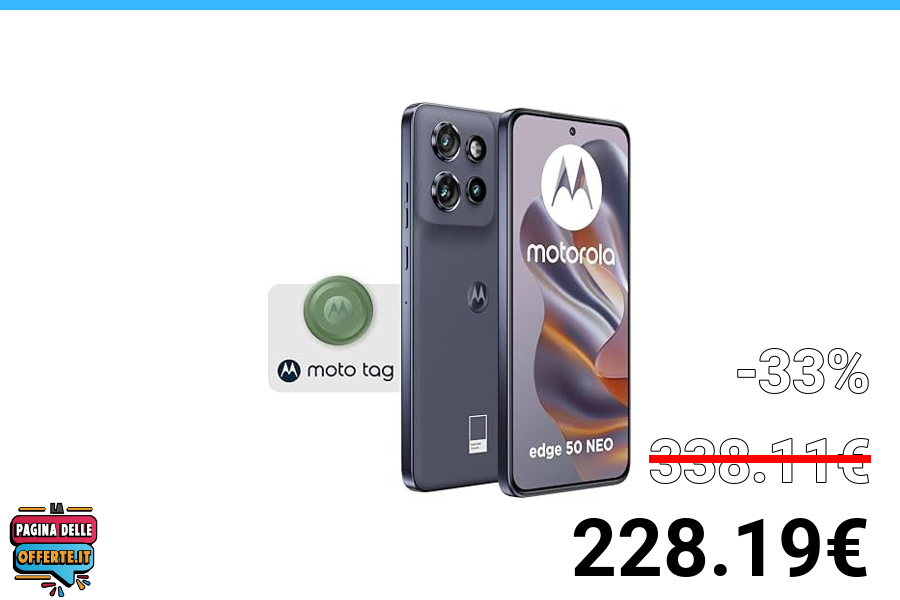 motorola
moto tag
edge 50 NEO
-33%
338.11€
228.19€
LA
PAGINA DELLE
OFFERTE.IT